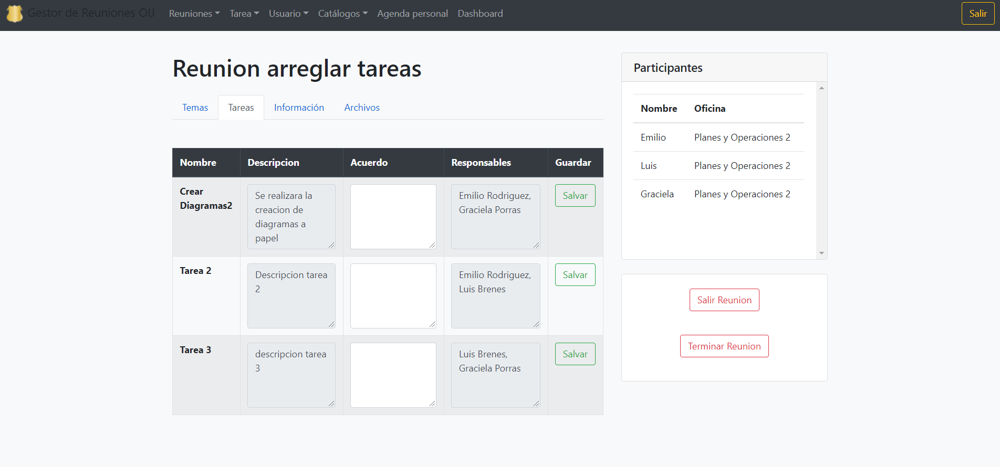 Gestor de Reuniones OIJ Reuniones Tarea Usuario Catálogos Agenda personal Dashboard Salir
Reunion arreglar tareas
Temas Tareas Información Archivos
Nombre Descripcion Acuerdo Responsables Guardar
Crear
Diagramas2
Se realizara la
creacion de
diagramas a
papel
Emilio Rodriguez,
Graciela Porras
Salvar
Tarea 2
Descripcion tarea
2
Emilio Rodriguez,
Luis Brenes
Salvar
Tarea 3
descripcion tarea
3
Luis Brenes,
Graciela Porras
Salvar
Participantes
Nombre Oficina
Emilio Planes y Operaciones 2
Luis Planes y Operaciones 2
Graciela Planes y Operaciones 2
Salir Reunion
Terminar Reunion